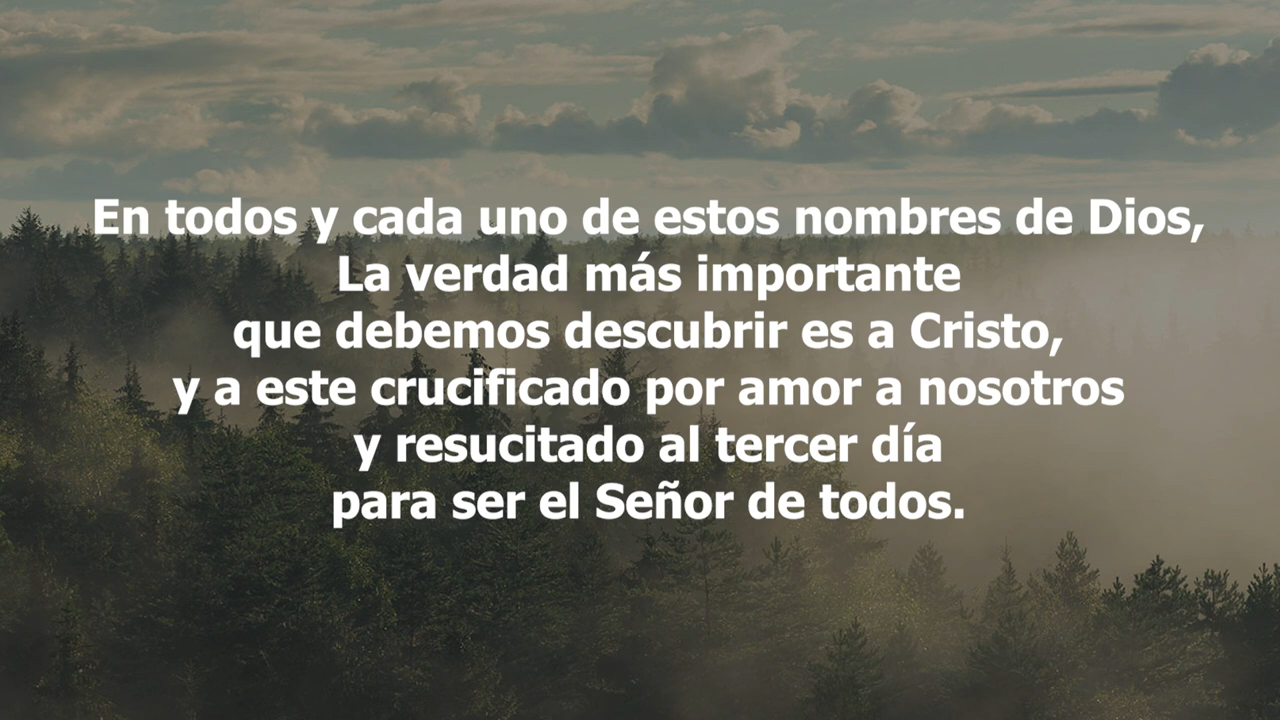 En todos y cada uno de estos nombres de Dios,
La verdad más importante
que debemos descubrir es a Cristo,
y a este crucificado por amor a nosotros
y resucitado al tercer día
para ser el Señor de todos.